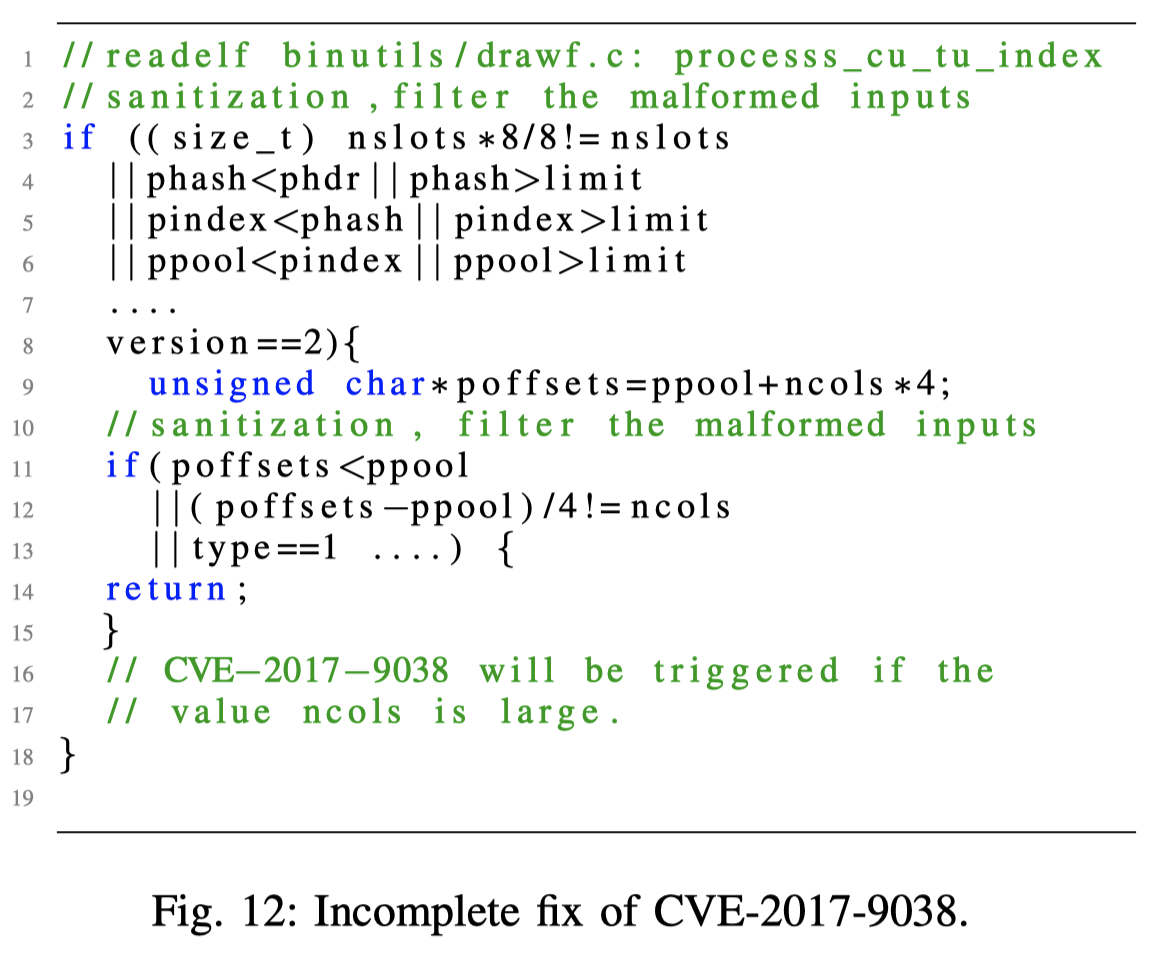 1 //readelf binutils/drawf.c: processs_cu_tu_index
2 //sanitization,filter the malformed inputs
3 if ((size_t) nslots*8/8!=nslots
4 ||phash<phdr||phash>limit
5 ||pindex<phash||pindex>limit
6 ||ppool<pindex||ppool>limit
7 ....
8 version==2){
9 unsigned char*poffsets=ppool+ncols*4;
10 //sanitization, filter the malformed inputs
11 if(poffsets<ppool
12 ||(poffsets−ppool)/4!=ncols
13 ||type==1 ....) {
14 return;
15 }
16 // CVE−2017−9038 will be triggered if the
17 // value ncols is large.
18 }
19
Fig. 12: Incomplete fix of CVE-2017-9038.